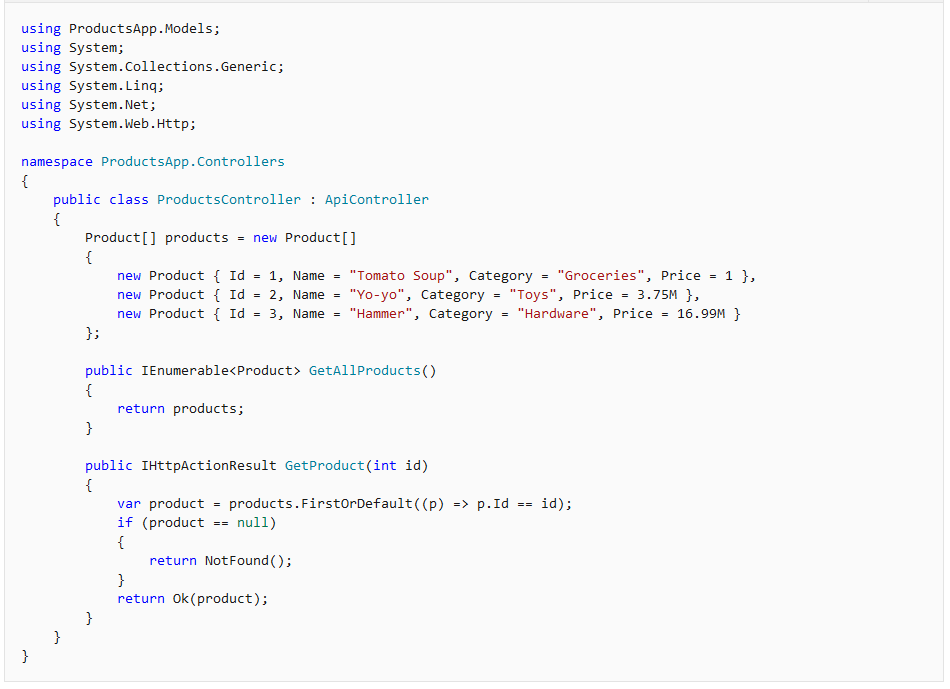 using ProductsApp.Models;
using System;
using System.Collections.Generic;
using System.Linq;
using System.Net;
using System.Web.Http;

namespace ProductsApp.Controllers
{
    public class ProductsController : ApiController
    {
        Product[] products = new Product[]
        {
            new Product { Id = 1, Name = "Tomato Soup", Category = "Groceries", Price = 1 },
            new Product { Id = 2, Name = "Yo-yo", Category = "Toys", Price = 3.75M },
            new Product { Id = 3, Name = "Hammer", Category = "Hardware", Price = 16.99M }
        };

        public IEnumerable<Product> GetAllProducts()
        {
            return products;
        }

        public IHttpActionResult GetProduct(int id)
        {
            var product = products.FirstOrDefault((p) => p.Id == id);
            if (product == null)
            {
                return NotFound();
            }
            return Ok(product);
        }
    }
}